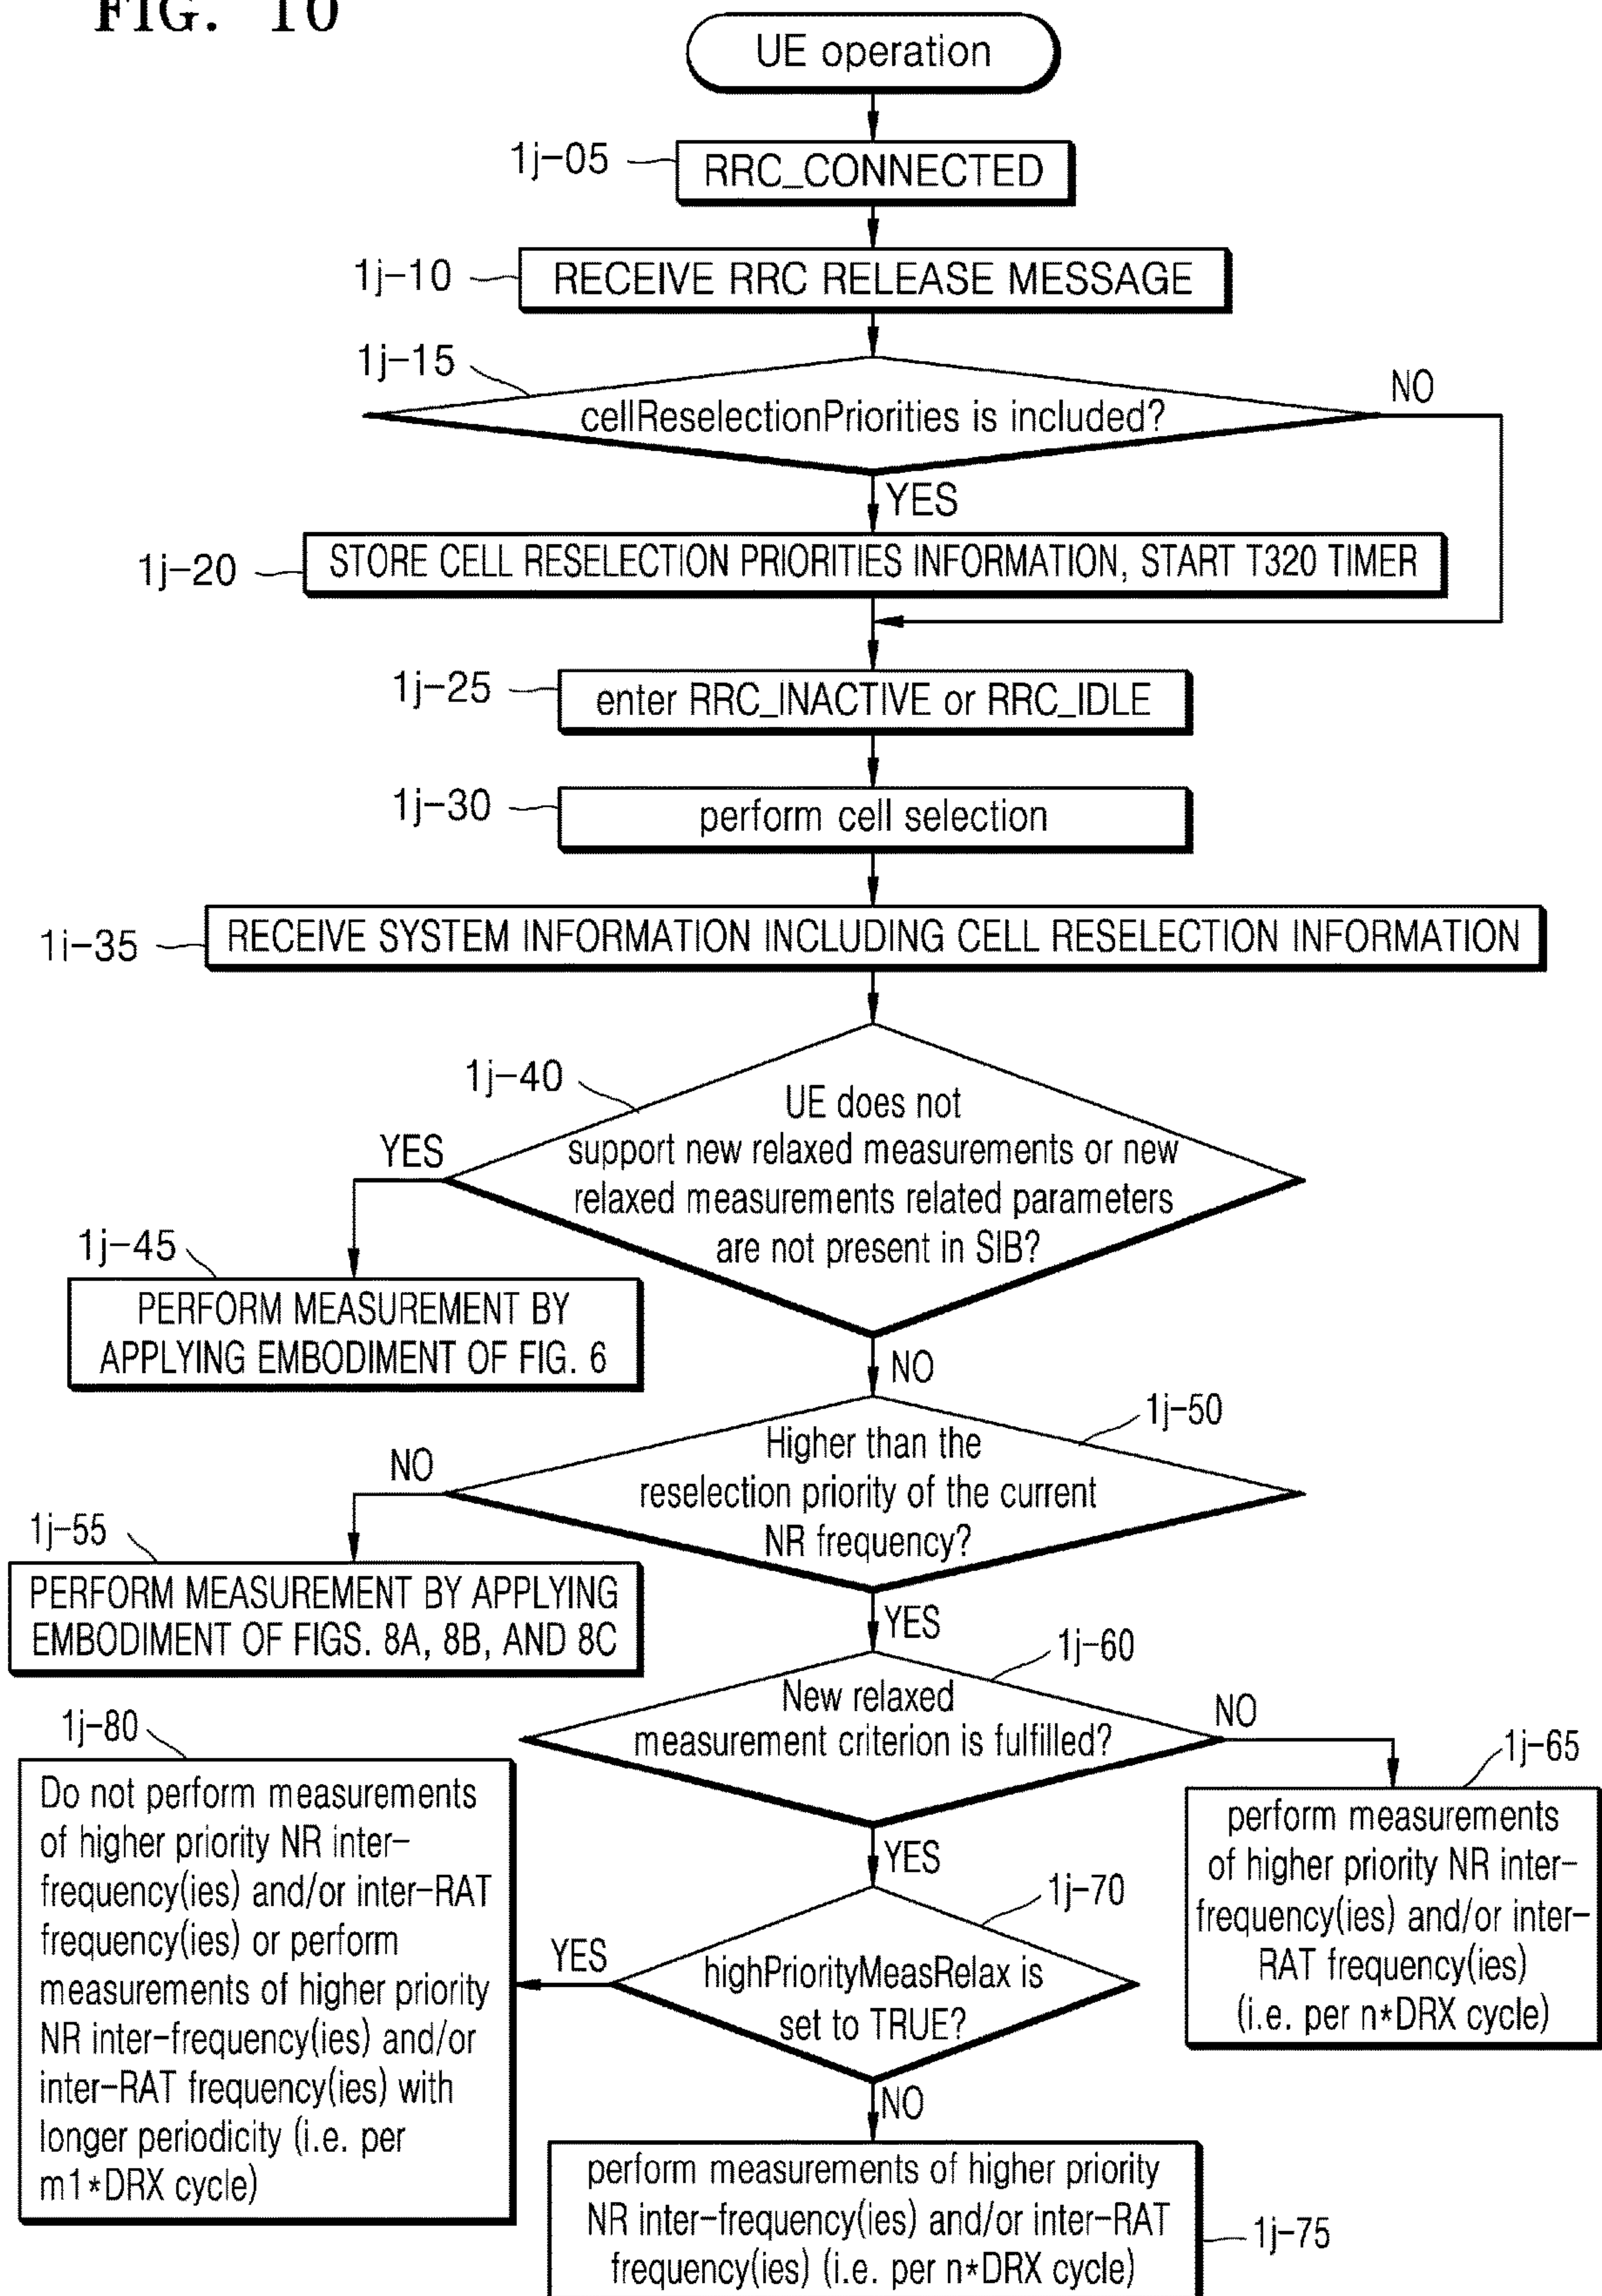 FIG. 10
UE operation
1j-05
RRC_CONNECTED
1j-10
RECEIVE RRC RELEASE MESSAGE
1j-15
cellReselectionPriorities is included?
NO
YES
1j-20
STORE CELL RESELECTION PRIORITIES INFORMATION, START T320 TIMER
1j-25
enter RRC_INACTIVE or RRC_IDLE
1j-30
perform cell selection
1i-35
RECEIVE SYSTEM INFORMATION INCLUDING CELL RESELECTION INFORMATION
1j-40
UE does not
support new relaxed measurements or new
relaxed measurements related parameters
are not present in SIB?
YES
1j-45
PERFORM MEASUREMENT BY
APPLYING EMBODIMENT OF FIG. 6
NO
1j-50
Higher than the
reselection priority of the current
NR frequency?
NO
1j-55
PERFORM MEASUREMENT BY APPLYING
EMBODIMENT OF FIGS. 8A, 8B, AND 8C
YES
1j-60
New relaxed
measurement criterion is fulfilled?
NO
1j-65
perform measurements
of higher priority NR inter-
frequency(ies) and/or inter-
RAT frequency(ies)
(i.e. per n*DRX cycle)
YES
1j-70
highPriorityMeasRelax is
set to TRUE?
YES
1j-80
Do not perform measurements
of higher priority NR inter-
frequency(ies) and/or inter-RAT
frequency(ies) or perform
measurements of higher priority
NR inter-frequency(ies) and/or
inter-RAT frequency(ies) with
longer periodicity (i.e. per
m1*DRX cycle)
NO
perform measurements of higher priority
NR inter-frequency(ies) and/or inter-RAT
frequency(ies) (i.e. per n*DRX cycle)
1j-75